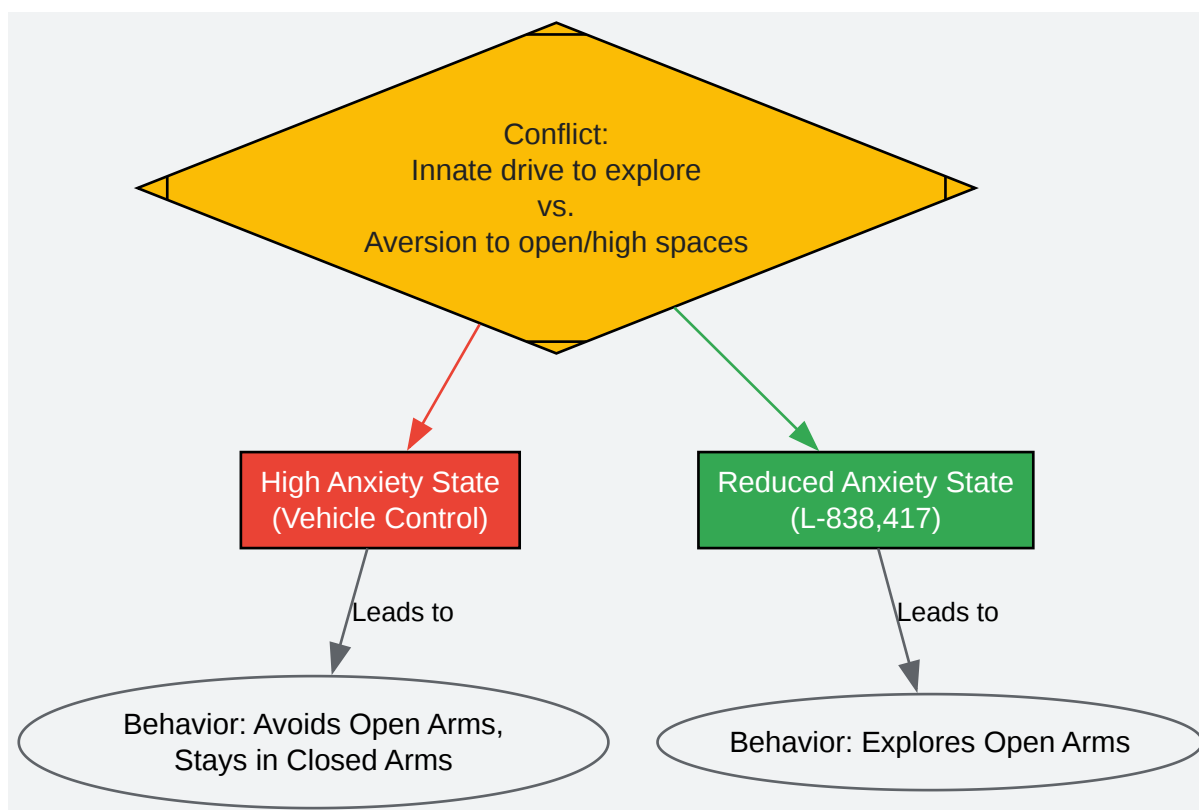 Conflict:
Innate drive to explore
vs.
Aversion to open/high spaces
High Anxiety State
(Vehicle Control)
Reduced Anxiety State
(L-838,417)
Leads to
Leads to
Behavior: Avoids Open Arms,
Stays in Closed Arms
Behavior: Explores Open Arms